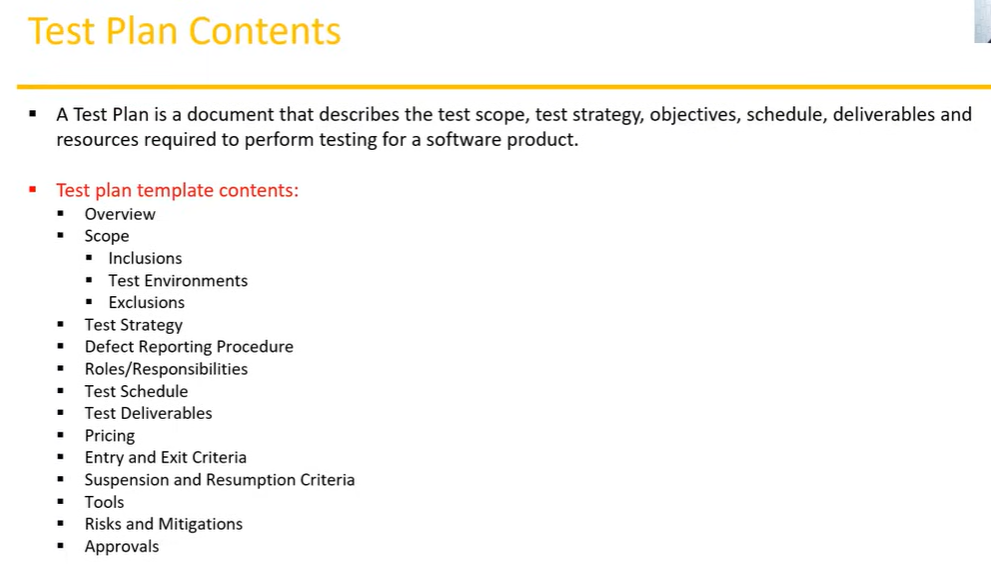 Test Plan Contents
▪ A Test Plan is a document that describes the test scope, test strategy, objectives, schedule, deliverables and
resources required to perform testing for a software product.
▪ Test plan template contents:
▪ Overview
▪ Scope
▪ Inclusions
▪ Test Environments
▪ Exclusions
▪ Test Strategy
▪ Defect Reporting Procedure
▪ Roles/Responsibilities
▪ Test Schedule
▪ Test Deliverables
▪ Pricing
▪ Entry and Exit Criteria
▪ Suspension and Resumption Criteria
▪ Tools
▪ Risks and Mitigations
▪ Approvals